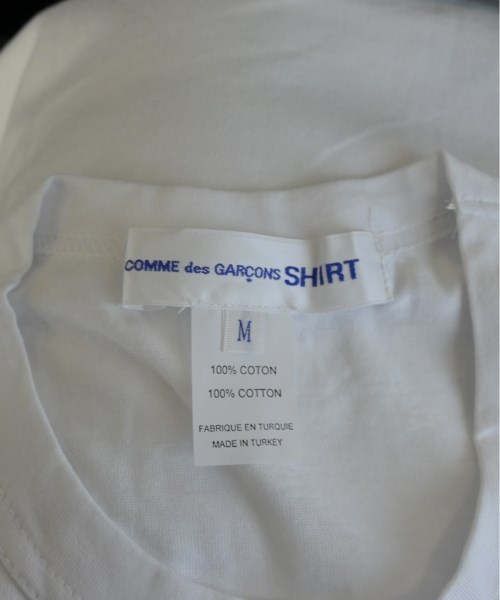 COMME des GARÇONS SHIRT
M
100% COTON
100% COTTON
FABRIQUE EN TURQUIE
MADE IN TURKEY